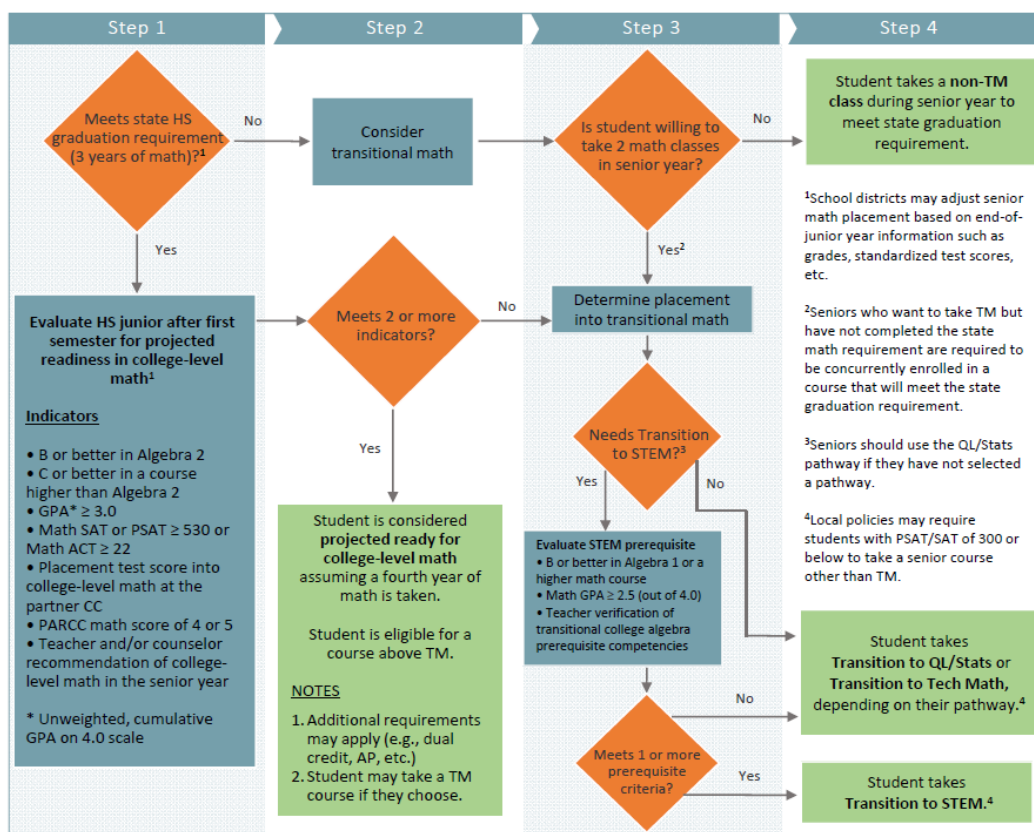 Step 1
Step 2
Step 3
Step 4
Meets state HS
graduation requirement
(3 years of math)?¹
No
Consider
transitional math
Is student willing to
take 2 math classes
in senior year?
No
Student takes a non-TM
class during senior year to
meet state graduation
requirement.
Yes
Yes²
¹School districts may adjust senior
math placement based on end-of-
junior year information such as
grades, standardized test scores,
etc.
²Seniors who want to take TM but
have not completed the state
math requirement are required to
be concurrently enrolled in a
course that will meet the state
graduation requirement.
³Seniors should use the QL/Stats
pathway if they have not selected
a pathway.
⁴Local policies may require
students with PSAT/SAT of 300 or
below to take a senior course
other than TM.
Evaluate HS junior after first
semester for projected
readiness in college-level
math¹
Indicators
• B or better in Algebra 2
• C or better in a course
higher than Algebra 2
• GPA* ≥ 3.0
• Math SAT or PSAT ≥ 530 or
Math ACT ≥ 22
• Placement test score into
college-level math at the
partner CC
• PARCC math score of 4 or 5
• Teacher and/or counselor
recommendation of college-
level math in the senior year
* Unweighted, cumulative
GPA on 4.0 scale
Meets 2 or more
indicators?
No
Determine placement
into transitional math
Yes
Student is considered
projected ready for
college-level math
assuming a fourth year of
math is taken.
Student is eligible for a
course above TM.
NOTES
1. Additional requirements
may apply (e.g., dual
credit, AP, etc.)
2. Student may take a TM
course if they choose.
Needs Transition
to STEM?³
Yes
No
Evaluate STEM prerequisite
• B or better in Algebra 1 or a
higher math course
• Math GPA ≥ 2.5 (out of 4.0)
• Teacher verification of
transitional college algebra
prerequisite competencies
Student takes
Transition to QL/Stats or
Transition to Tech Math,
depending on their pathway.⁴
No
Meets 1 or more
prerequisite
criteria?
Yes
Student takes
Transition to STEM.⁴